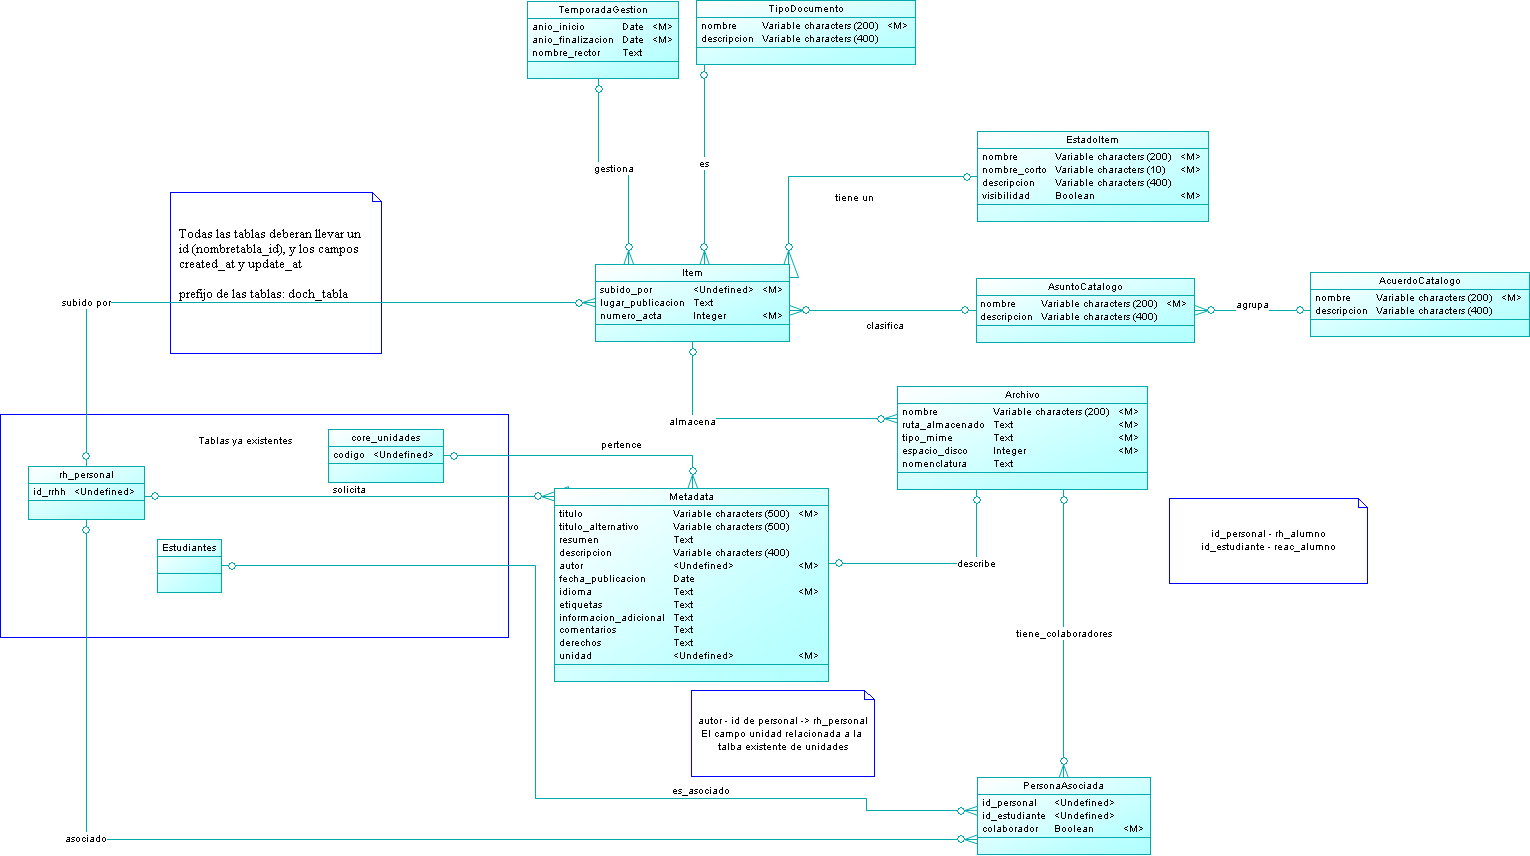 TemporadaGestion
anio_inicio Date <M>
anio_finalizacion Date <M>
nombre_rector Text
TipoDocumento
nombre Variable characters (200) <M>
descripcion Variable characters (400)
gestiona
es
EstadoItem
nombre Variable characters (200) <M>
nombre_corto Variable characters (10) <M>
descripcion Variable characters (400)
visibilidad Boolean <M>
tiene un
Todas las tablas deberan llevar un
id (nombretabla_id), y los campos
created_at y update_at
prefijo de las tablas: doch_tabla
subido por
Item
subido_por <Undefined> <M>
lugar_publicacion Text
numero_acta Integer <M>
clasifica
AsuntoCatalogo
nombre Variable characters (200) <M>
descripcion Variable characters (400)
agrupa
AcuerdoCatalogo
nombre Variable characters (200) <M>
descripcion Variable characters (400)
almacena
Archivo
nombre Variable characters (200) <M>
ruta_almacenado Text <M>
tipo_mime Text <M>
espacio_disco Integer <M>
nomenclatura Text
Tablas ya existentes
core_unidades
codigo <Undefined>
pertence
rh_personal
id_rrhh <Undefined>
solicita
Estudiantes
Metadata
titulo Variable characters (500) <M>
titulo_alternativo Variable characters (500)
resumen Text
descripcion Variable characters (400)
autor <Undefined> <M>
fecha_publicacion Date
idioma Text <M>
etiquetas Text
informacion_adicional Text
comentarios Text
derechos Text
unidad <Undefined> <M>
describe
id_personal - rh_alumno
id_estudiante - reac_alumno
tiene_colaboradores
autor - id de personal -> rh_personal
El campo unidad relacionada a la
talba existente de unidades
es_asociado
asociado
PersonaAsociada
id_personal <Undefined>
id_estudiante <Undefined>
colaborador Boolean <M>